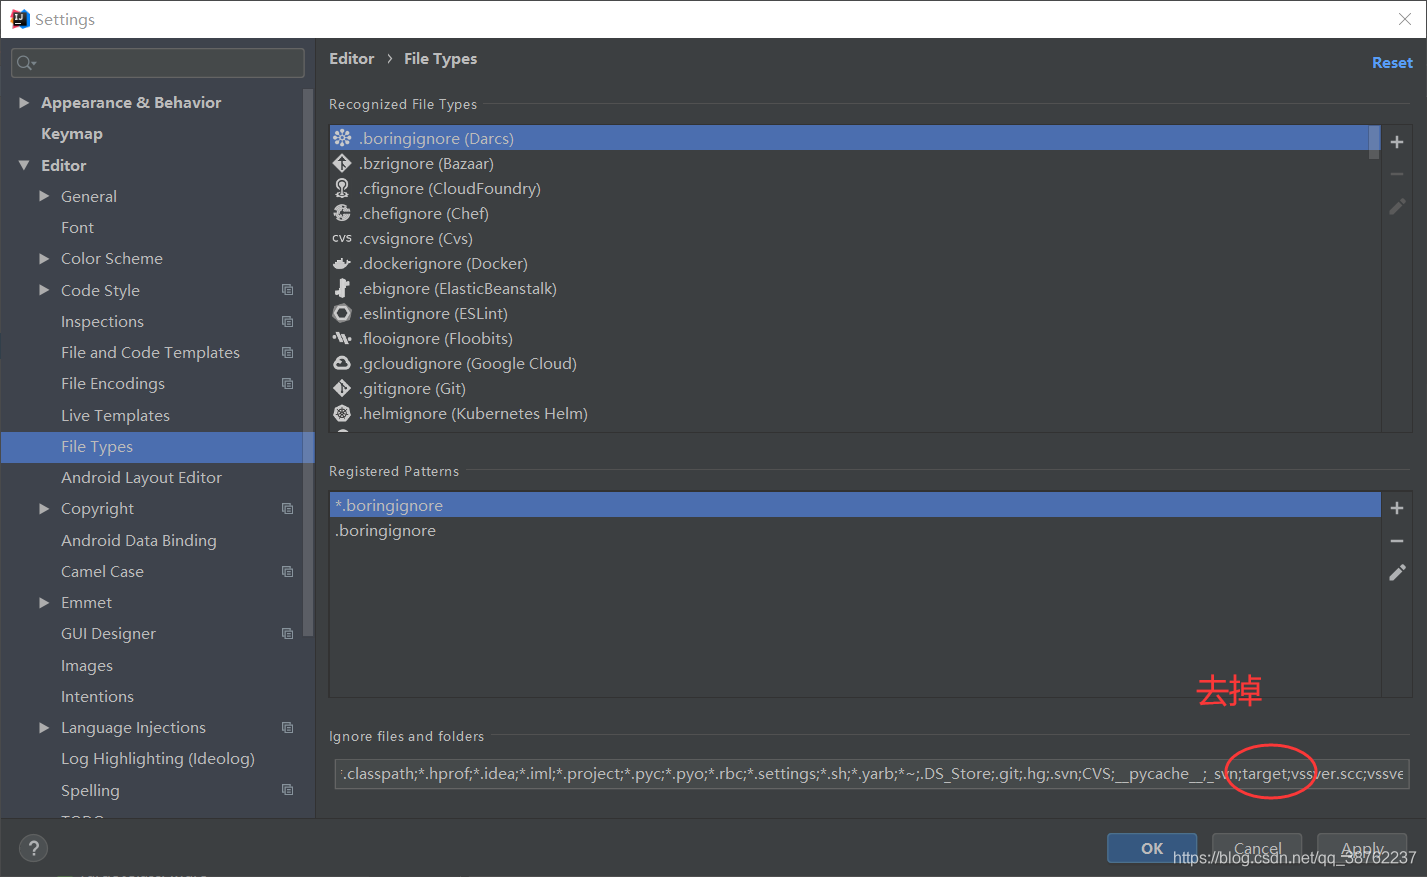 Settings
Editor › File Types
Reset
Appearance & Behavior
Keymap
Editor
General
Font
Color Scheme
Code Style
Inspections
File and Code Templates
File Encodings
Live Templates
File Types
Android Layout Editor
Copyright
Android Data Binding
Camel Case
Emmet
GUI Designer
Images
Intentions
Language Injections
Log Highlighting (Ideolog)
Spelling
Recognized File Types
.boringignore (Darcs)
.bzrignore (Bazaar)
.cfignore (CloudFoundry)
.chefignore (Chef)
CVS .cvsignore (Cvs)
.dockerignore (Docker)
.ebignore (ElasticBeanstalk)
.eslintignore (ESLint)
.flooignore (Floobits)
.gcloudignore (Google Cloud)
.gitignore (Git)
.helmignore (Kubernetes Helm)
Registered Patterns
*.boringignore
.boringignore
去掉
Ignore files and folders
*.classpath;*.hprof;*.idea;*.iml;*.project;*.pyc;*.pyo;*.rbc;*.settings;*.sh;*.yarb;*~;.DS_Store;.git;.hg;.svn;CVS;__pycache__;_svn;target;vssver.scc;vssve
?
OK
Cancel
Apply
https://blog.csdn.net/qq_38762237